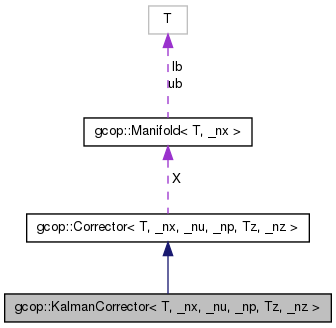 T
lb
ub
gcop::Manifold< T, _nx >
X
gcop::Corrector< T, _nx, _nu, _np, Tz, _nz >
gcop::KalmanCorrector< T, _nx, _nu, _np, Tz, _nz >